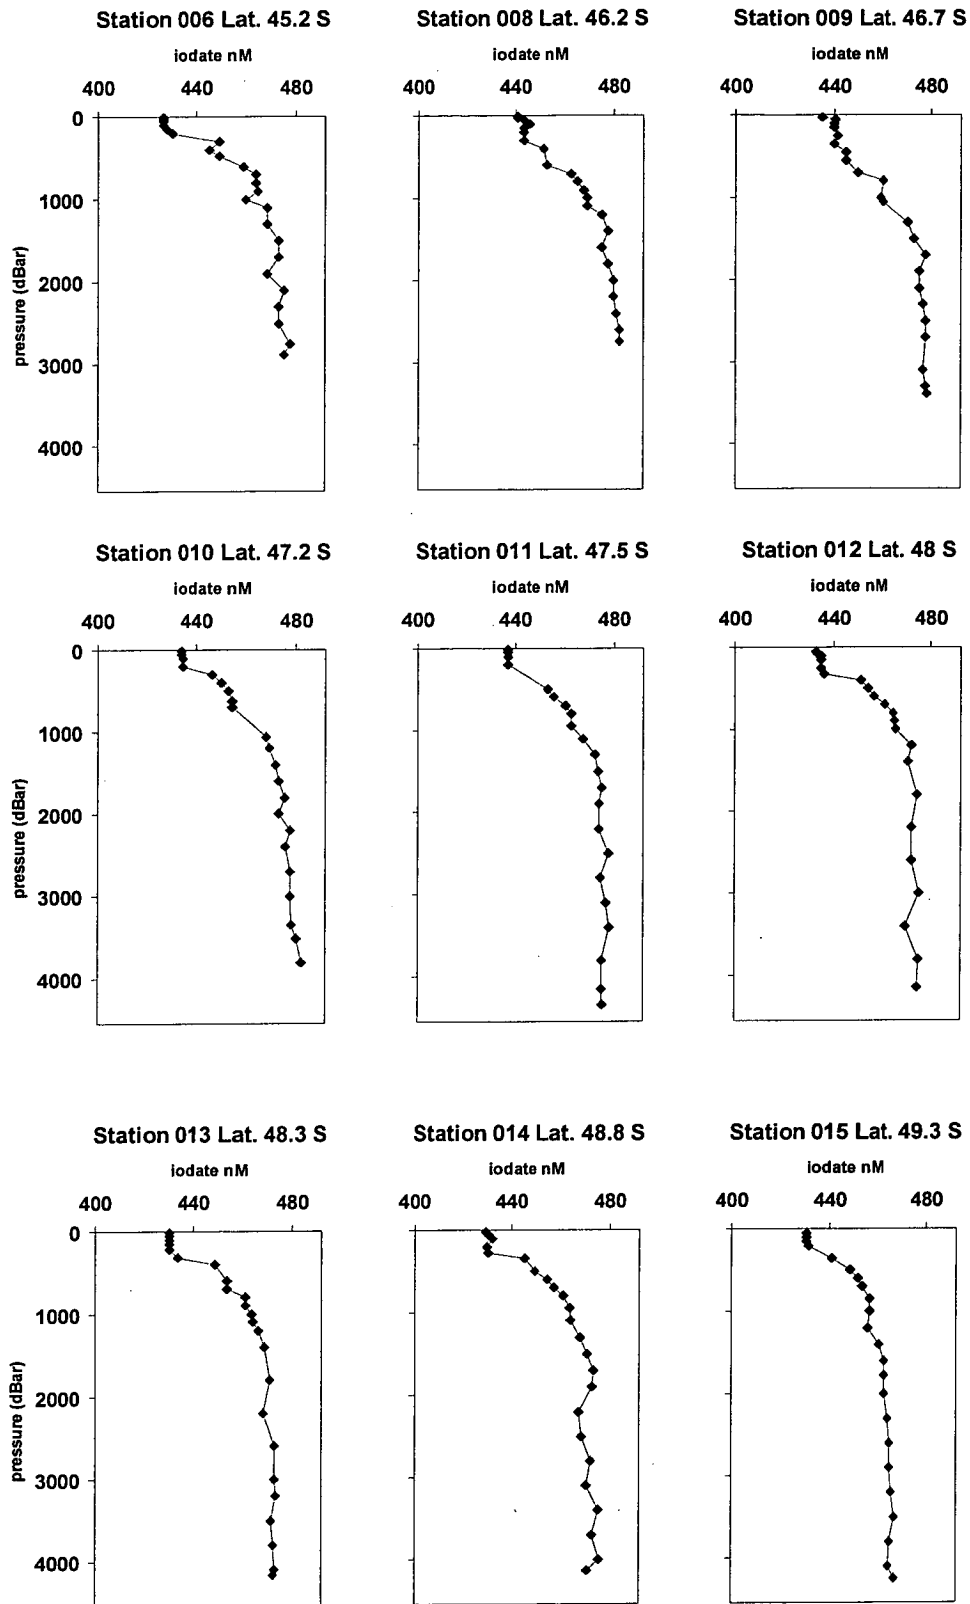 Station 006 Lat. 45.2 S
iodate nM
400 440 480
0
1000
2000
3000
4000
pressure (dBar)
Station 008 Lat. 46.2 S
iodate nM
400 440 480
Station 009 Lat. 46.7 S
iodate nM
400 440 480
Station 010 Lat. 47.2 S
iodate nM
400 440 480
0
1000
2000
3000
4000
pressure (dBar)
Station 011 Lat. 47.5 S
iodate nM
400 440 480
Station 012 Lat. 48 S
iodate nM
400 440 480
Station 013 Lat. 48.3 S
iodate nM
400 440 480
0
1000
2000
3000
4000
pressure (dBar)
Station 014 Lat. 48.8 S
iodate nM
400 440 480
Station 015 Lat. 49.3 S
iodate nM
400 440 480